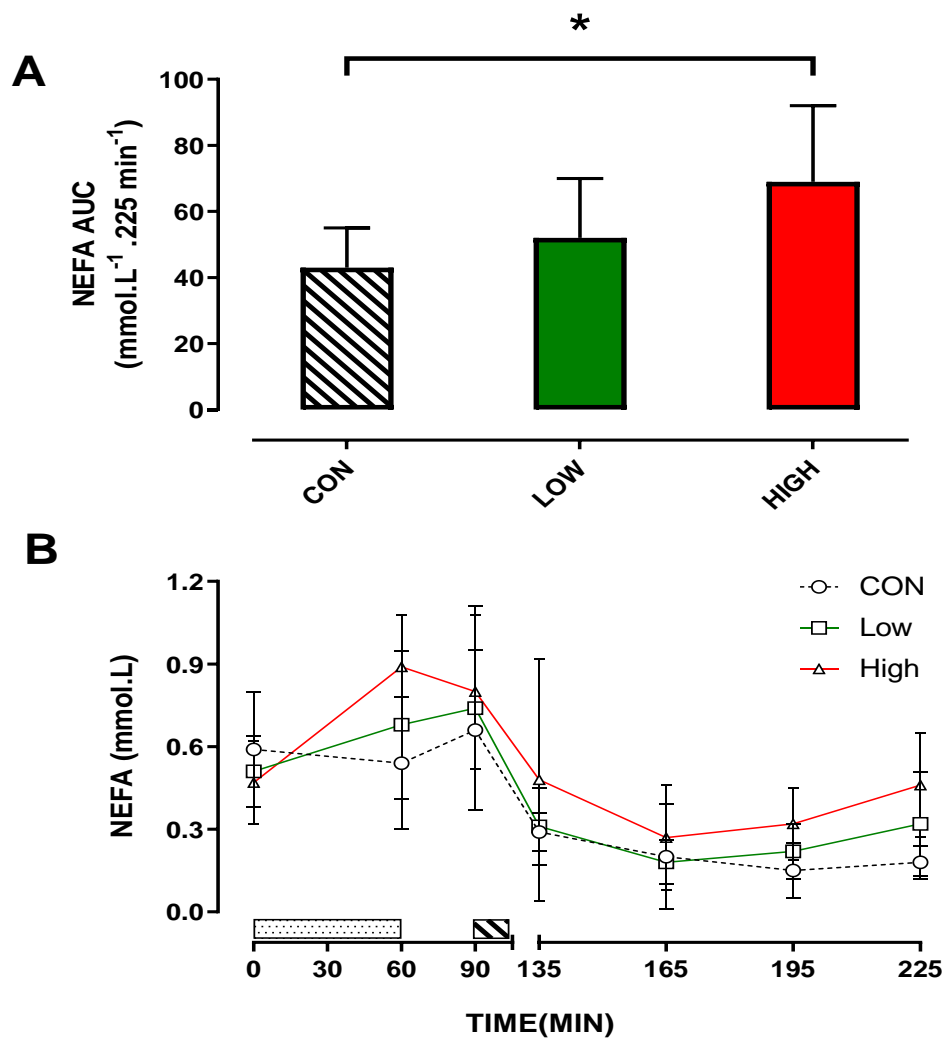 *
A
NEFA AUC
(mmol.L⁻¹ .225 min⁻¹)
100
80
60
40
20
0
CON
LOW
HIGH
B
NEFA (mmol.L)
1.2
0.9
0.6
0.3
0.0
CON
Low
High
0 30 60 90 135 165 195 225
TIME(MIN)